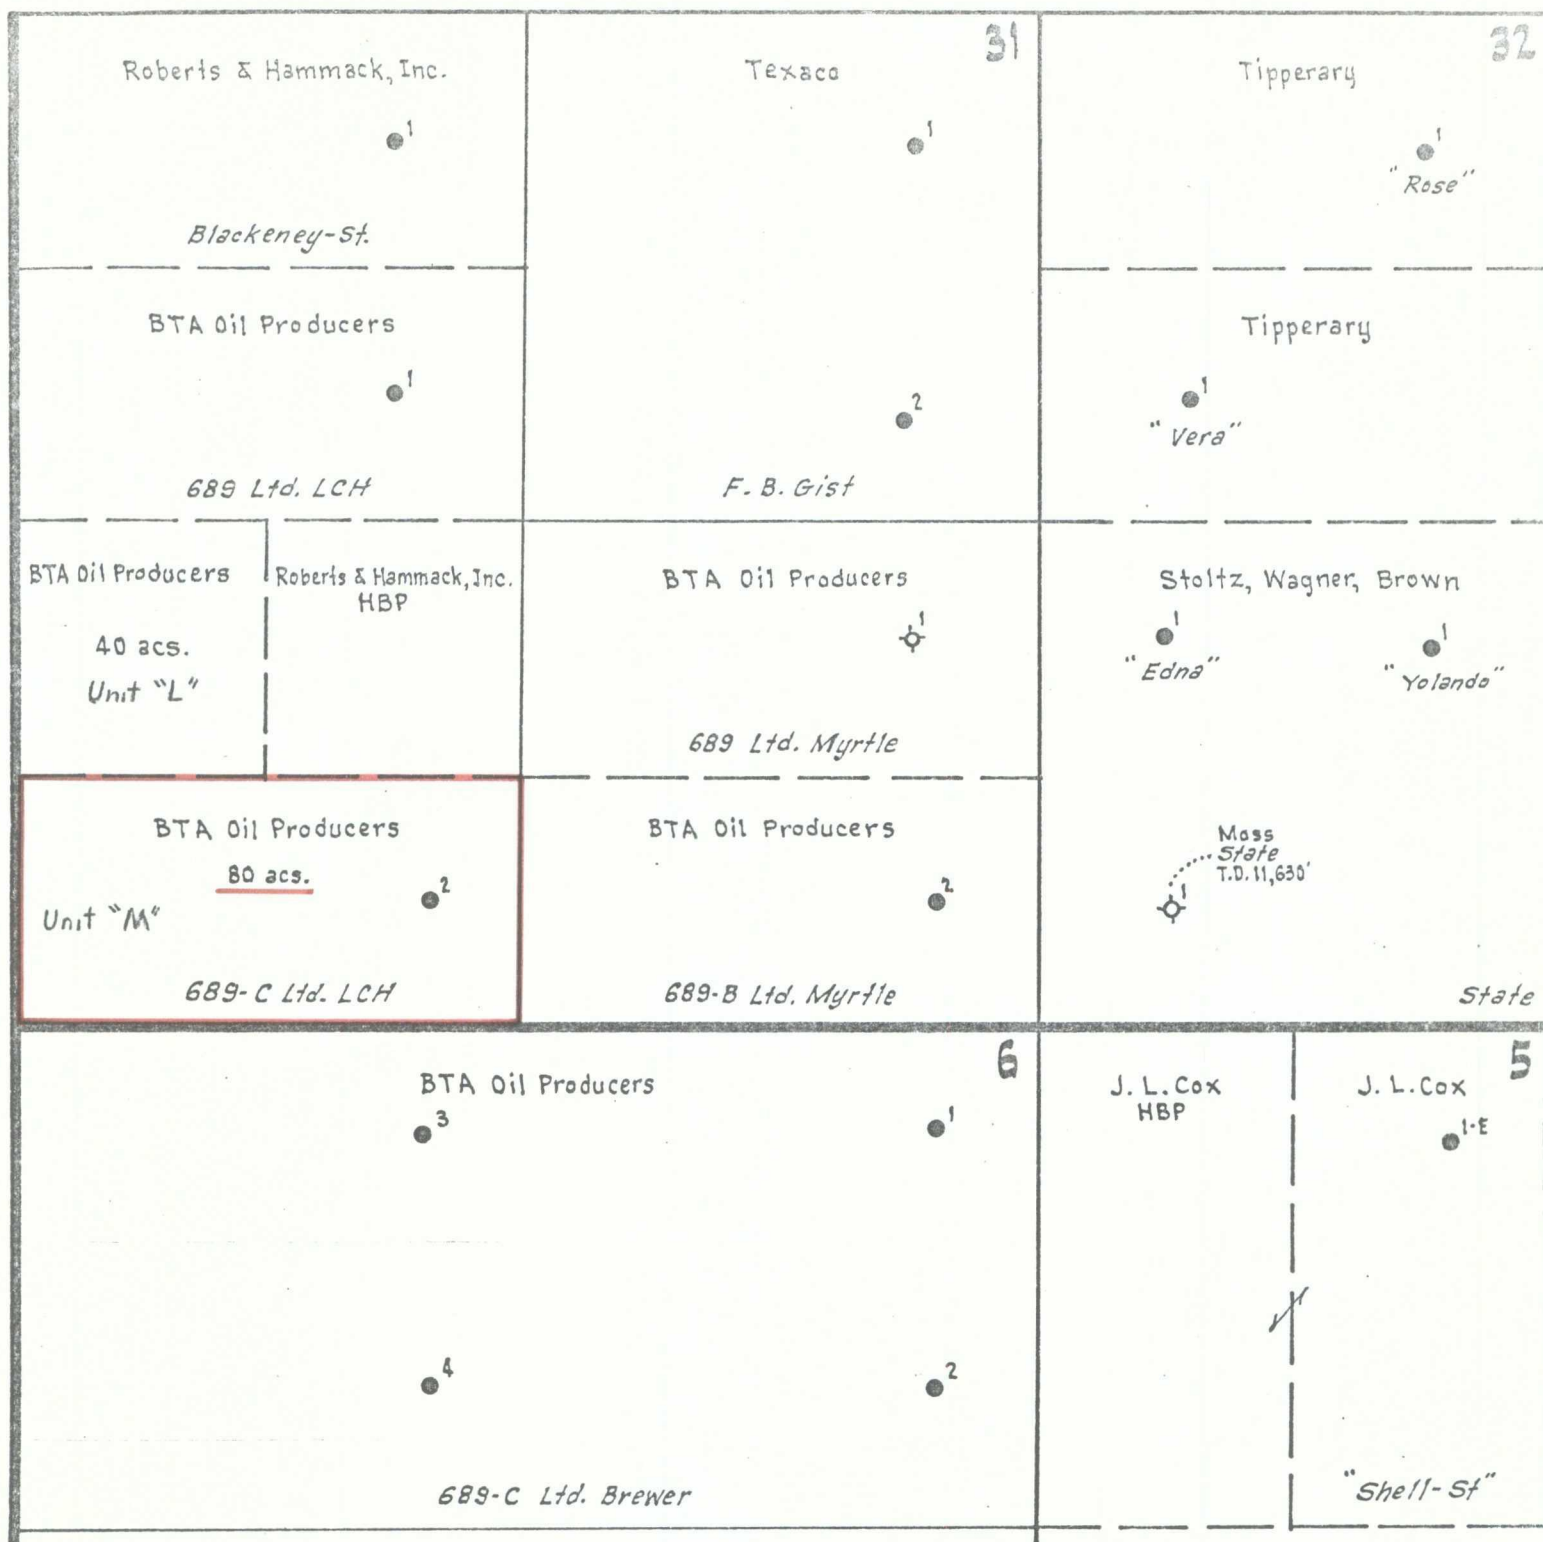 31
32
Roberts & Hammack, Inc.
1
Blackeney-St.
Texaco
1
2
F. B. Gist
Tipperary
1
"Rose"
BTA Oil Producers
1
689 Ltd. LCH
Tipperary
1
"Vera"
BTA Oil Producers
40 acs.
Unit "L"
Roberts & Hammack, Inc.
HBP
BTA Oil Producers
1
689 Ltd. Myrtle
Stoltz, Wagner, Brown
1
"Edna"
1
"Yolando"
BTA Oil Producers
80 acs.
2
Unit "M"
689-C Ltd. LCH
BTA Oil Producers
2
689-B Ltd. Myrtle
Moss
State
T.D. 11,630'
1
State
6
BTA Oil Producers
3
1
4
2
689-C Ltd. Brewer
5
J. L. Cox
HBP
J. L. Cox
1-E
"Shell-St"